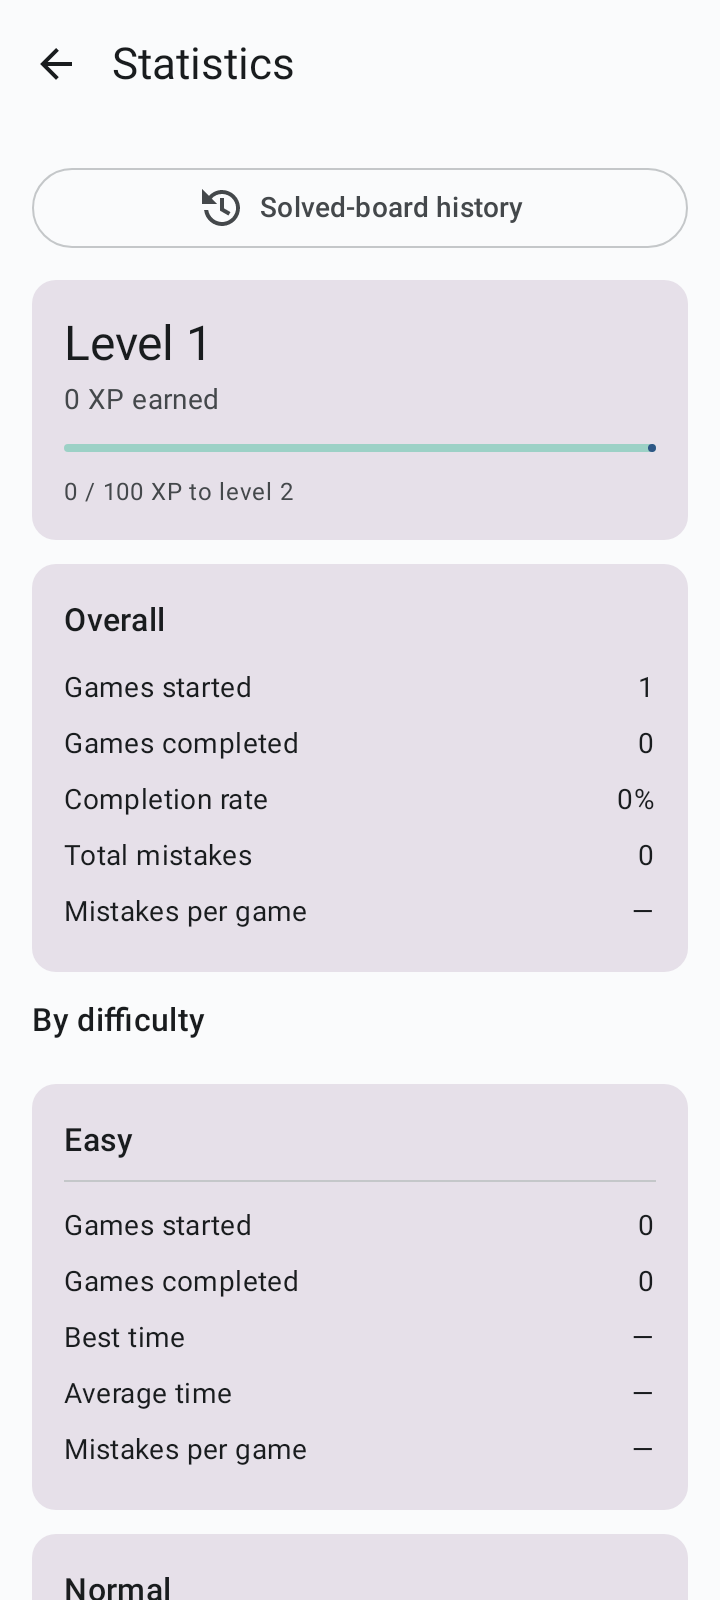 Statistics
Solved-board history
Level 1
0 XP earned
0 / 100 XP to level 2
Overall
Games started 1
Games completed 0
Completion rate 0%
Total mistakes 0
Mistakes per game —
By difficulty
Easy
Games started 0
Games completed 0
Best time —
Average time —
Mistakes per game —
Normal